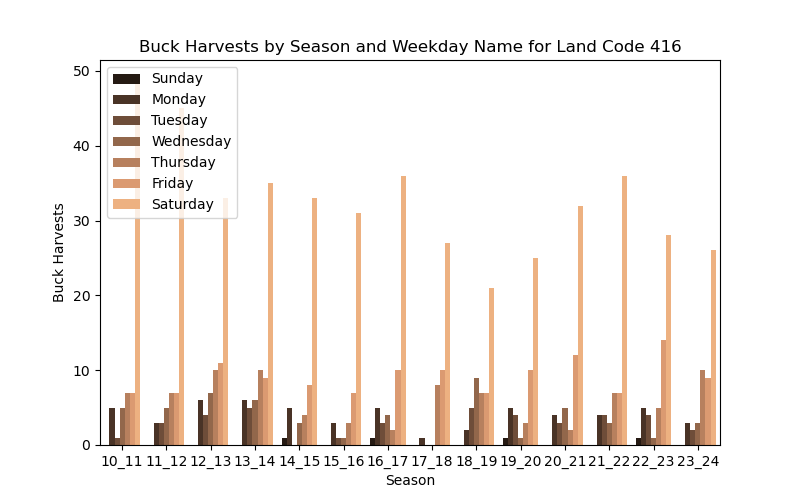 Buck Harvests by Season and Weekday Name for Land Code 416
Buck Harvests
50
40
30
20
10
0
Sunday
Monday
Tuesday
Wednesday
Thursday
Friday
Saturday
10_11 11_12 12_13 13_14 14_15 15_16 16_17 17_18 18_19 19_20 20_21 21_22 22_23 23_24
Season